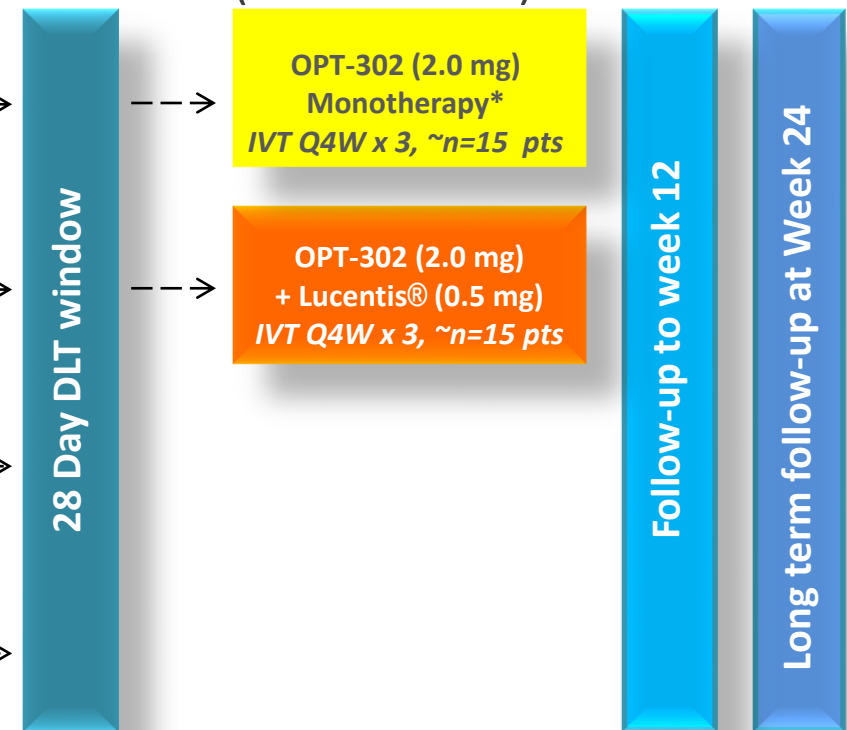 28 Day DLT window
OPT-302 (2.0 mg)
Monotherapy*
IVT Q4W x 3, ~n=15 pts
OPT-302 (2.0 mg)
+ Lucentis® (0.5 mg)
IVT Q4W x 3, ~n=15 pts
Follow-up to week 12
Long term follow-up at Week 24